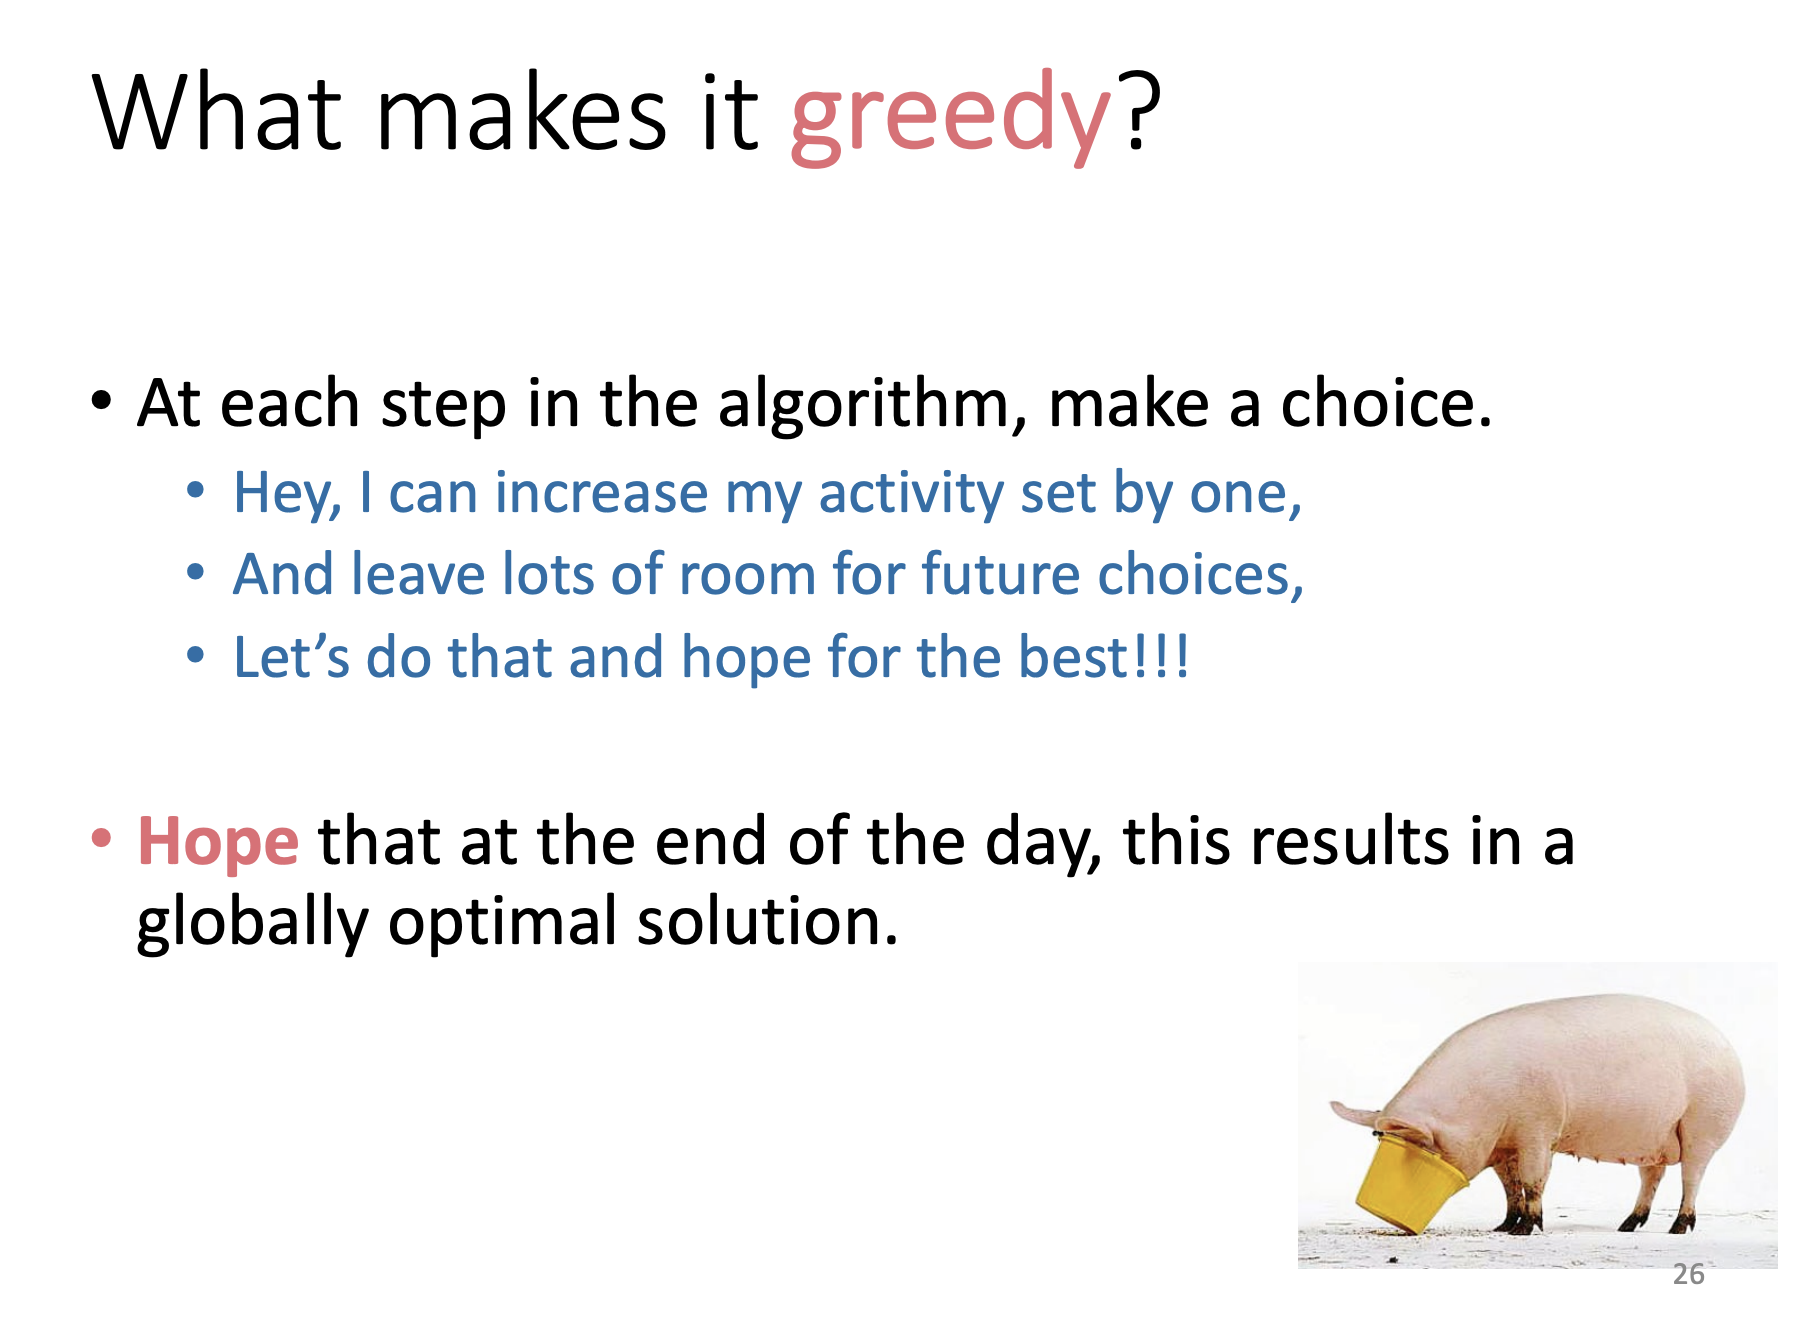 What makes it greedy?
• At each step in the algorithm, make a choice.
• Hey, I can increase my activity set by one,
• And leave lots of room for future choices,
• Let’s do that and hope for the best!!!
• Hope that at the end of the day, this results in a
globally optimal solution.
26